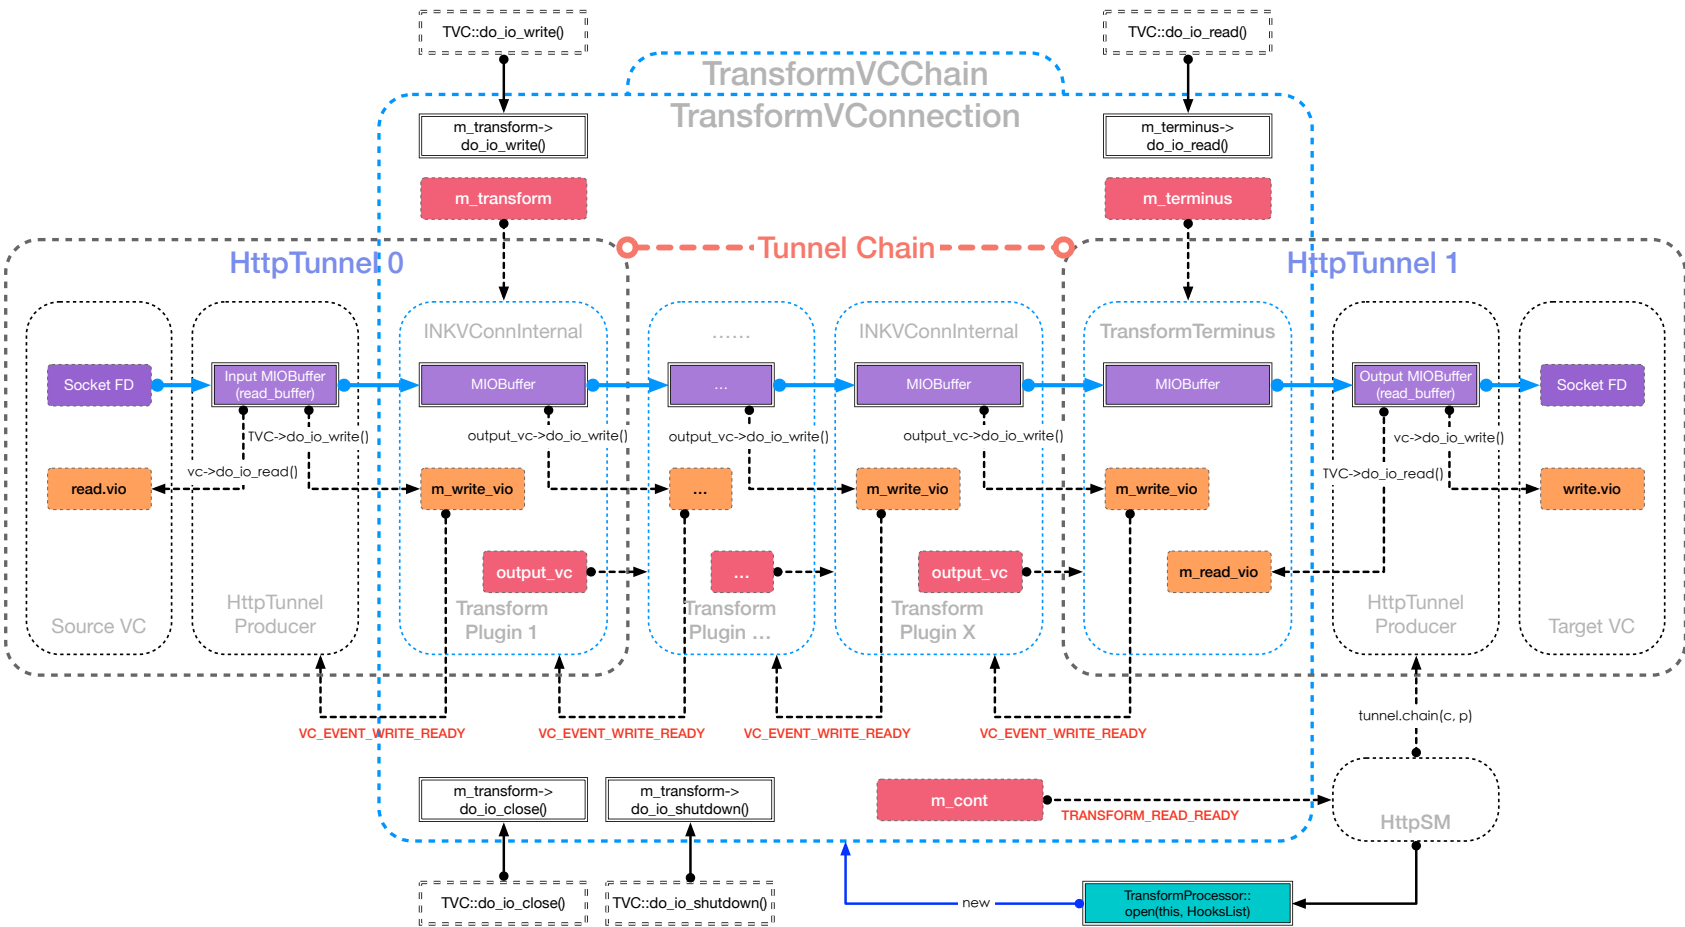 TVC::do_io_write()
TVC::do_io_read()
TransformVCChain
TransformVConnection
m_transform->
do_io_write()
m_terminus->
do_io_read()
m_transform
m_terminus
HttpTunnel 0
Tunnel Chain
HttpTunnel 1
INKVConnInternal
......
INKVConnInternal
TransformTerminus
Socket FD
Input MIOBuffer
(read_buffer)
MIOBuffer
...
MIOBuffer
MIOBuffer
Output MIOBuffer
(read_buffer)
Socket FD
TVC->do_io_write()
output_vc->do_io_write()
output_vc->do_io_write()
output_vc->do_io_write()
vc->do_io_write()
vc->do_io_read()
TVC->do_io_read()
read.vio
m_write_vio
...
m_write_vio
m_write_vio
write.vio
output_vc
...
output_vc
m_read_vio
Source VC
HttpTunnel
Producer
Transform
Plugin 1
Transform
Plugin ...
Transform
Plugin X
HttpTunnel
Producer
Target VC
VC_EVENT_WRITE_READY
VC_EVENT_WRITE_READY
VC_EVENT_WRITE_READY
VC_EVENT_WRITE_READY
tunnel.chain(c, p)
m_transform->
do_io_close()
m_transform->
do_io_shutdown()
m_cont
TRANSFORM_READ_READY
HttpSM
TVC::do_io_close()
TVC::do_io_shutdown()
new
TransformProcessor::
open(this, HooksList)